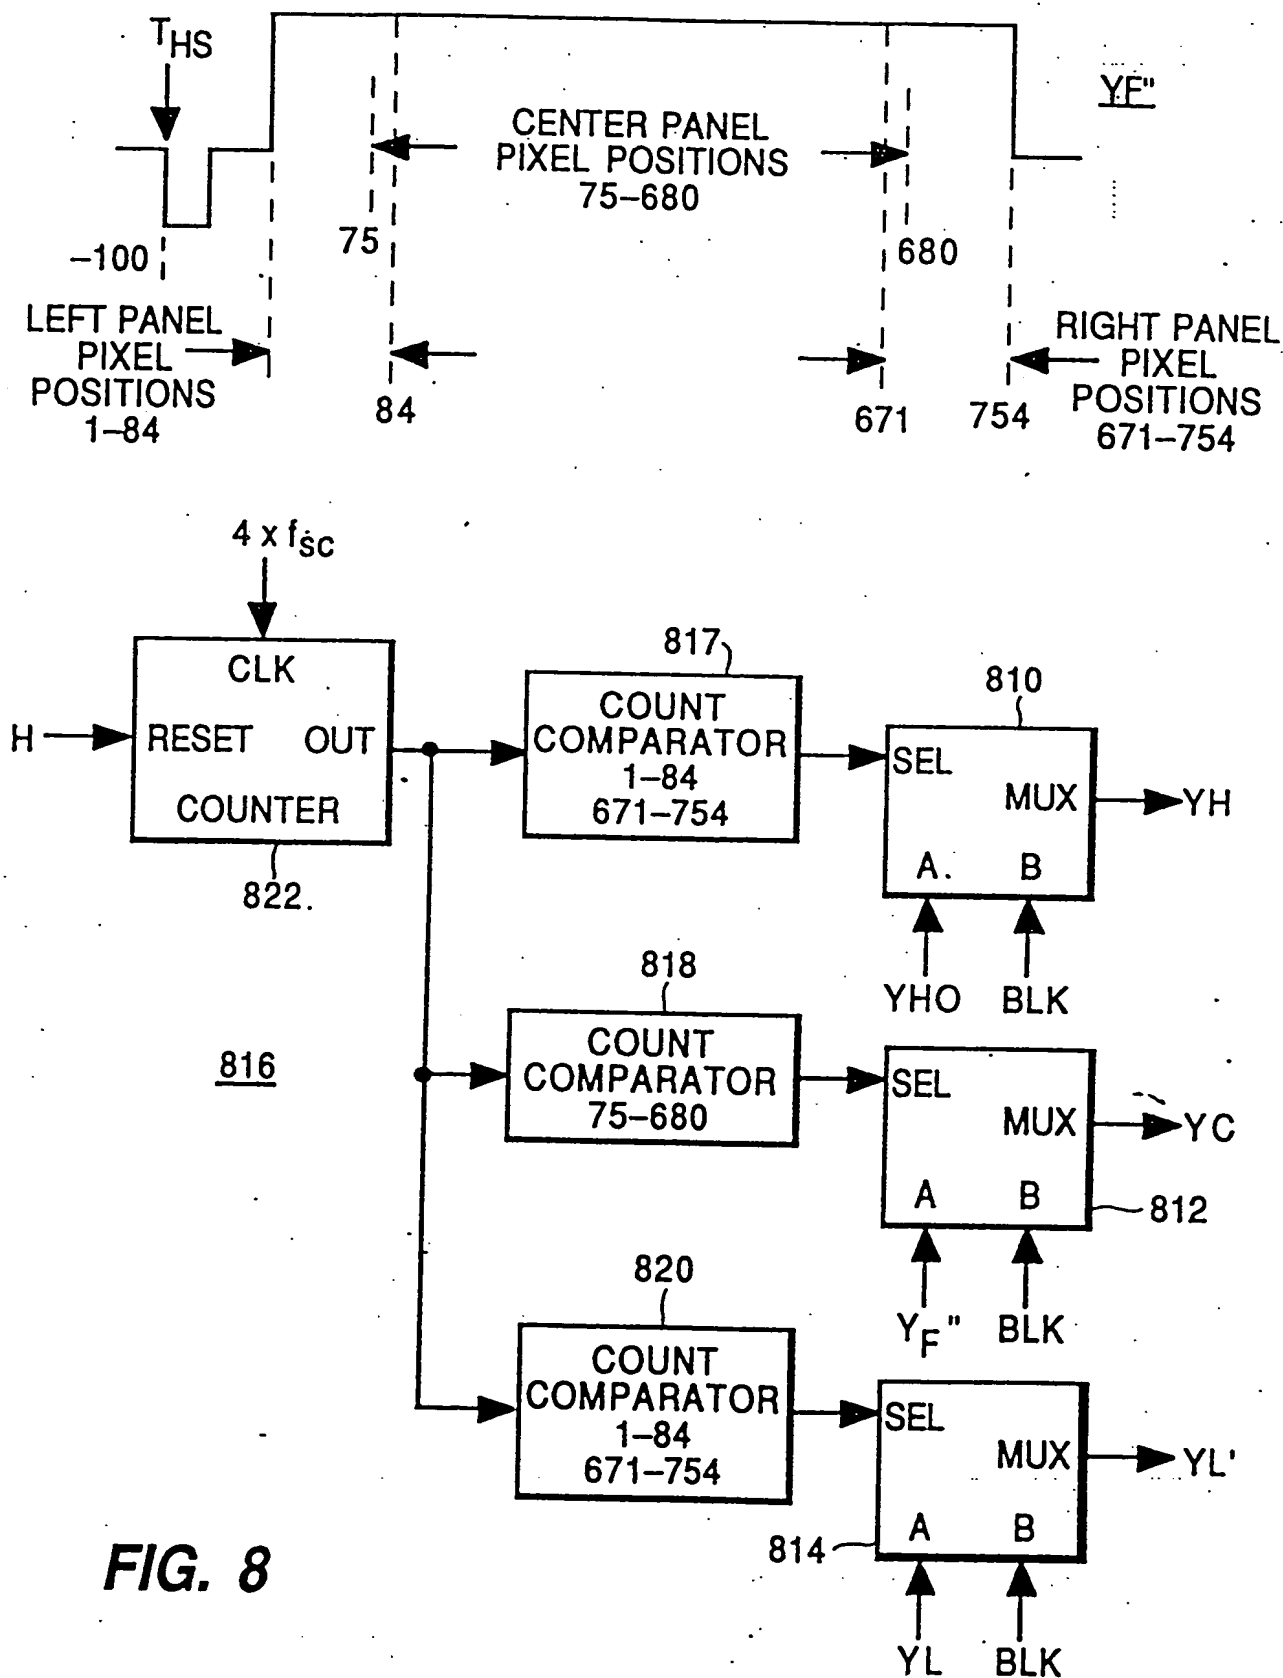 T_HS
YF"
CENTER PANEL
PIXEL POSITIONS
75–680
75
680
–100
LEFT PANEL
PIXEL
POSITIONS
1–84
84
671
754
RIGHT PANEL
PIXEL
POSITIONS
671–754
4 x f_sc
CLK
H
RESET OUT
COUNTER
822.
817
COUNT
COMPARATOR
1–84
671–754
810
SEL
MUX
YH
A. B
YHO BLK
816
818
COUNT
COMPARATOR
75–680
SEL
MUX
YC
A B
812
Y_F" BLK
820
COUNT
COMPARATOR
1–84
671–754
SEL
MUX
YL'
A B
814
YL BLK
FIG. 8